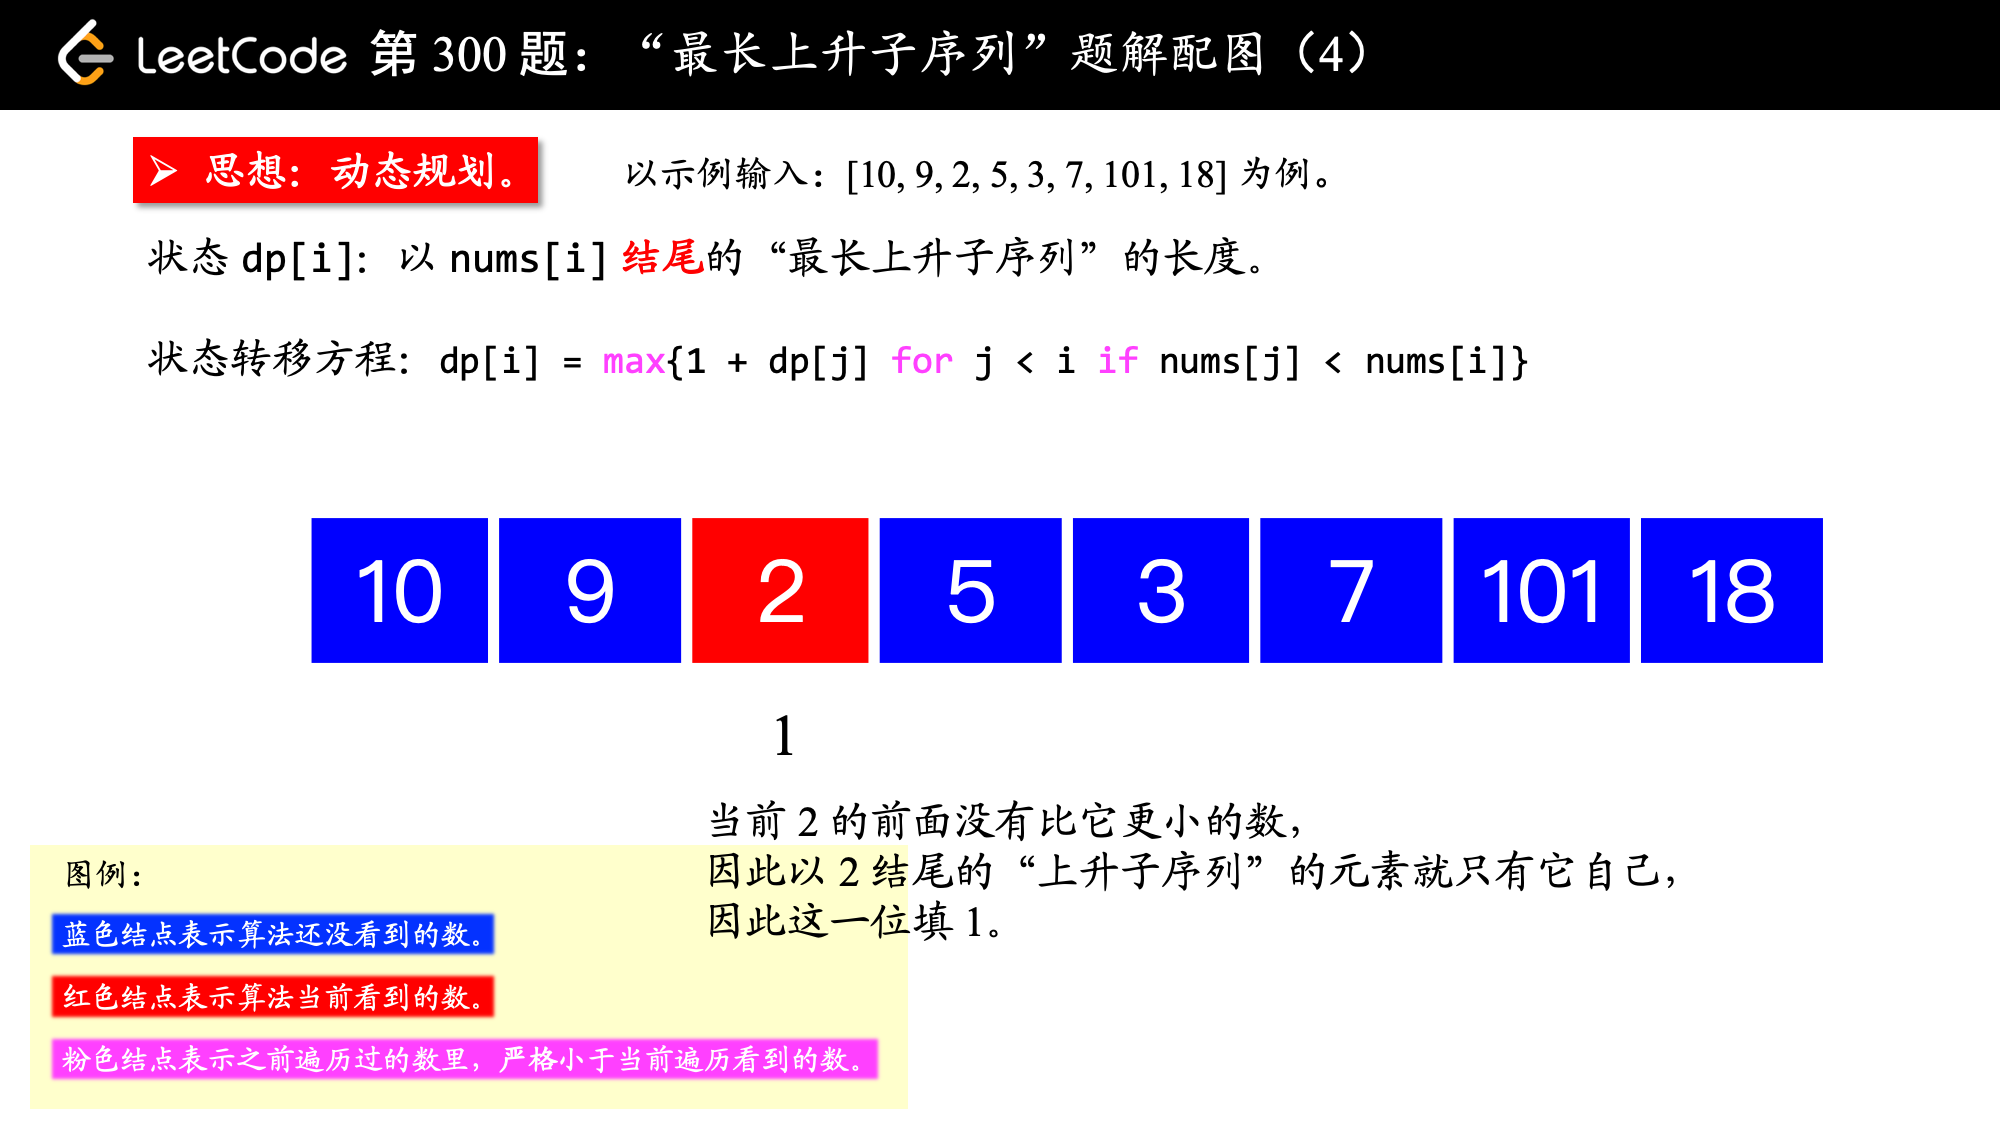 LeetCode 第 300 题：“最长上升子序列”题解配图（4）
➢ 思想：动态规划。
以示例输入：[10, 9, 2, 5, 3, 7, 101, 18] 为例。
状态 dp[i]：以 nums[i] 结尾的“最长上升子序列”的长度。
状态转移方程：dp[i] = max{1 + dp[j] for j < i if nums[j] < nums[i]}
10 9 2 5 3 7 101 18
1
当前 2 的前面没有比它更小的数，
因此以 2 结尾的“上升子序列”的元素就只有它自己，
因此这一位填 1。
图例：
蓝色结点表示算法还没看到的数。
红色结点表示算法当前看到的数。
粉色结点表示之前遍历过的数里，严格小于当前遍历看到的数。